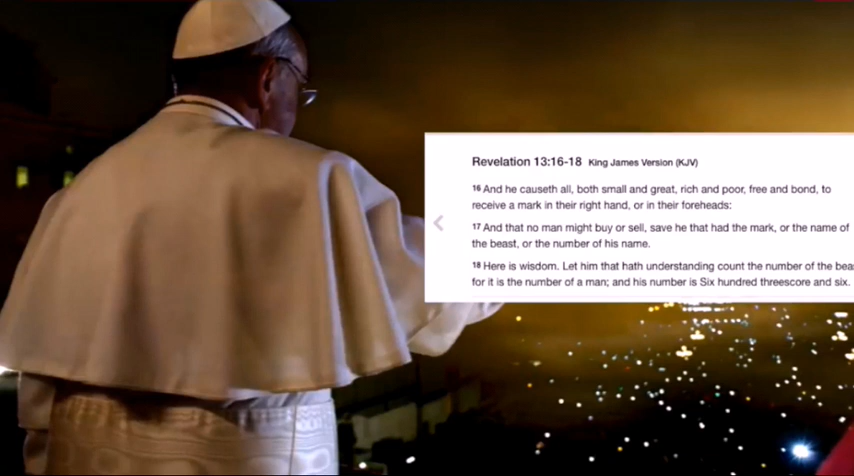 Revelation 13:16-18 King James Version (KJV)
16 And he causeth all, both small and great, rich and poor, free and bond, to
receive a mark in their right hand, or in their foreheads:
17 And that no man might buy or sell, save he that had the mark, or the name of
the beast, or the number of his name.
18 Here is wisdom. Let him that hath understanding count the number of the bea
for it is the number of a man; and his number is Six hundred threescore and six.